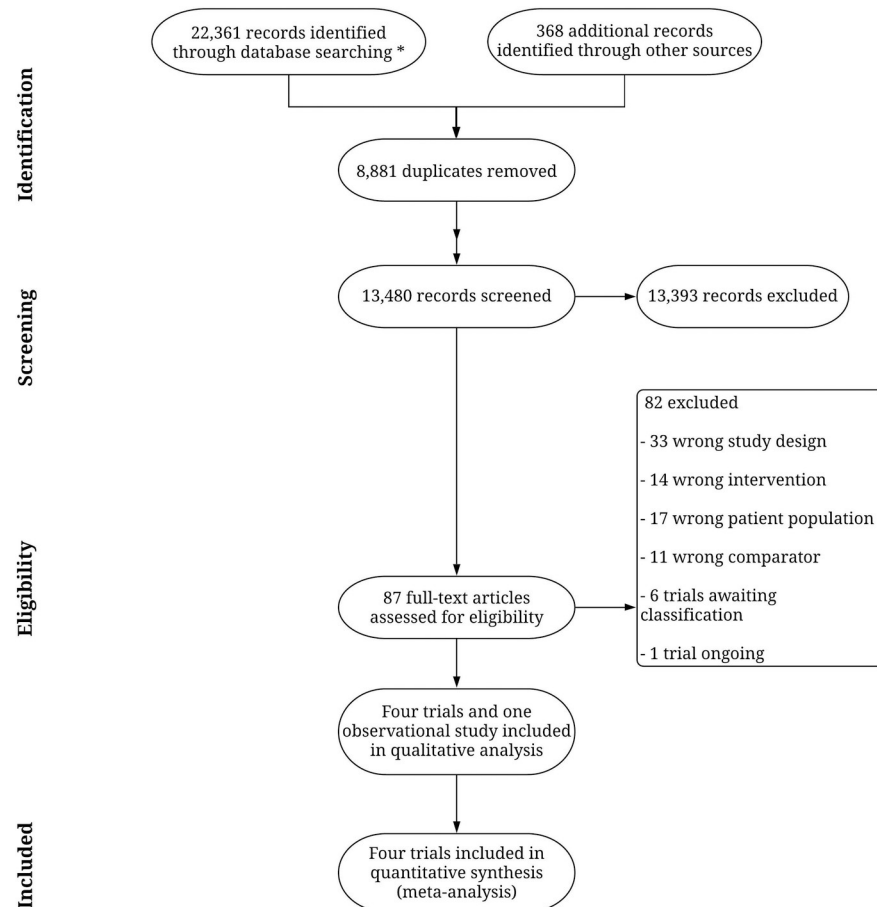 22,361 records identified
through database searching *
368 additional records
identified through other sources
Identification
8,881 duplicates removed
Screening
13,480 records screened
13,393 records excluded
82 excluded
- 33 wrong study design
- 14 wrong intervention
- 17 wrong patient population
- 11 wrong comparator
- 6 trials awaiting
classification
- 1 trial ongoing
Eligibility
87 full-text articles
assessed for eligibility
Four trials and one
observational study included
in qualitative analysis
Included
Four trials included in
quantitative synthesis
(meta-analysis)